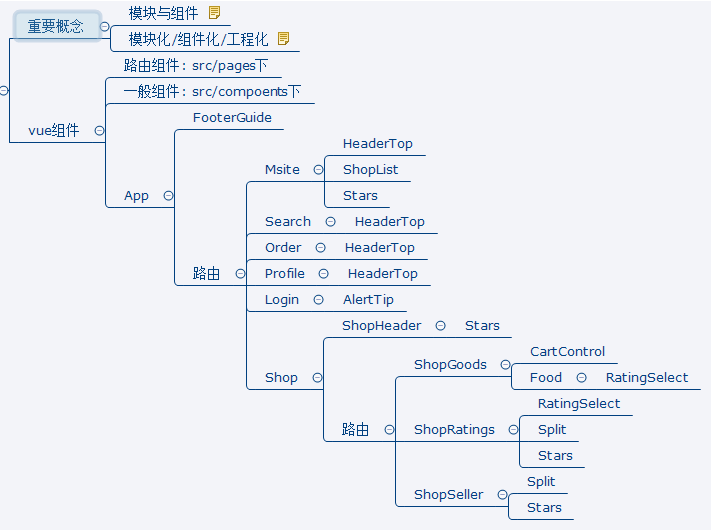 重要概念
模块与组件
模块化/组件化/工程化
vue组件
路由组件：src/pages下
一般组件：src/compoents下
App
FooterGuide
路由
Msite
HeaderTop
ShopList
Stars
Search
HeaderTop
Order
HeaderTop
Profile
HeaderTop
Login
AlertTip
Shop
ShopHeader
Stars
路由
ShopGoods
CartControl
Food
RatingSelect
ShopRatings
RatingSelect
Split
Stars
ShopSeller
Split
Stars